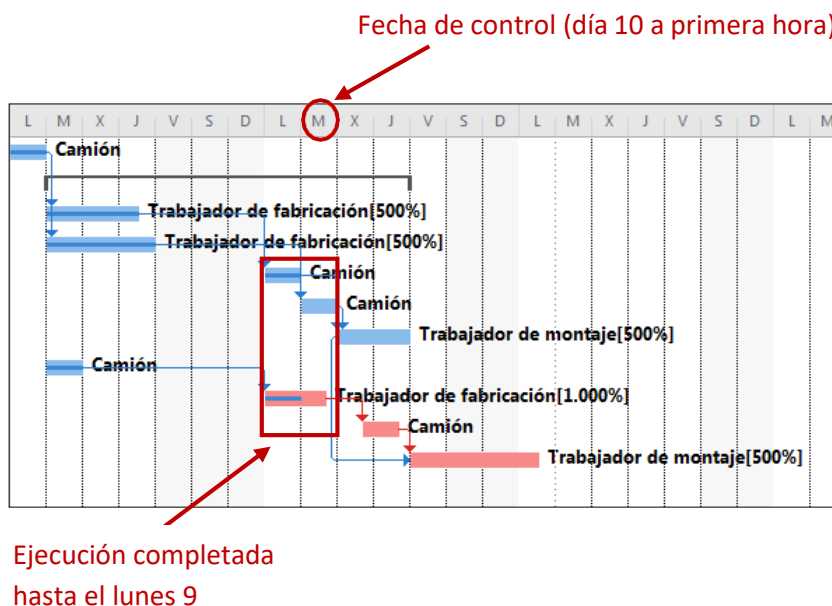 Fecha de control (día 10 a primera hora)
L M X J V S D L M X J V S D L M X J V S D L M
Camión
Trabajador de fabricación[500%]
Trabajador de fabricación[500%]
Camión
Camión
Trabajador de montaje[500%]
Camión
Trabajador de fabricación[1.000%]
Camión
Trabajador de montaje[500%]
Ejecución completada
hasta el lunes 9